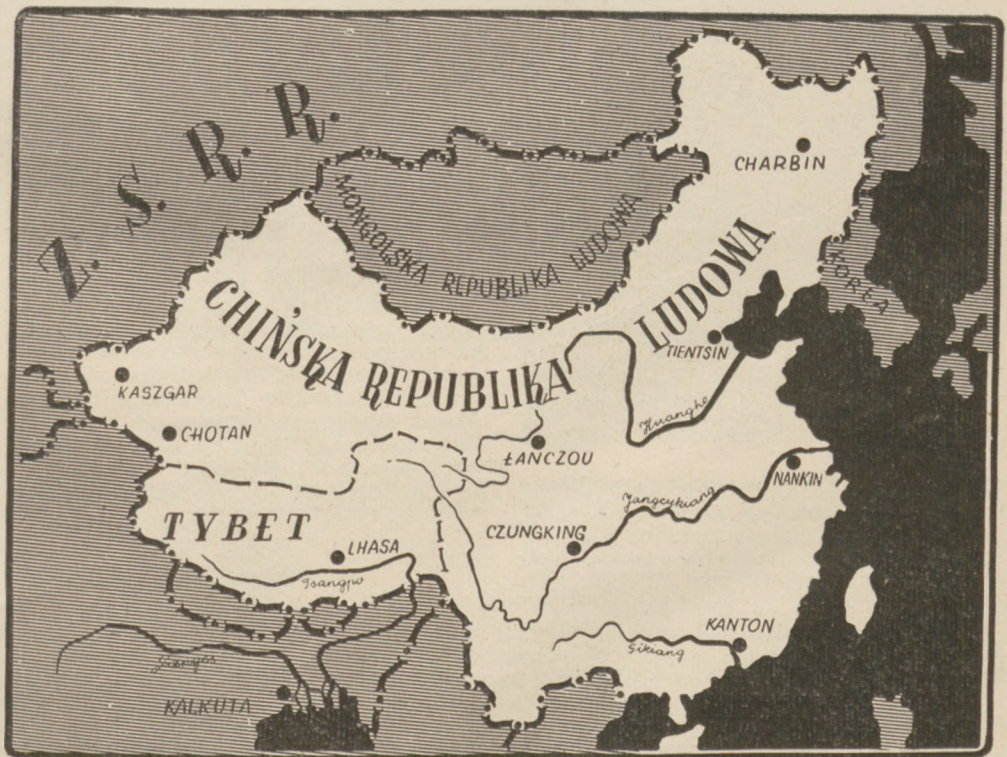 Z. S. R. R.
MONGOLSKA REPUBLIKA LUDOWA
CHARBIN
CHIŃSKA REPUBLIKA LUDOWA
KOREA
TIENTSIN
KASZGAR
Huanghe
CHOTAN
ŁANCZOU
NANKIN
Jangcykiang
TYBET
CZUNGKING
LHASA
Tsangpo
KANTON
Sikiang
KALKUTA